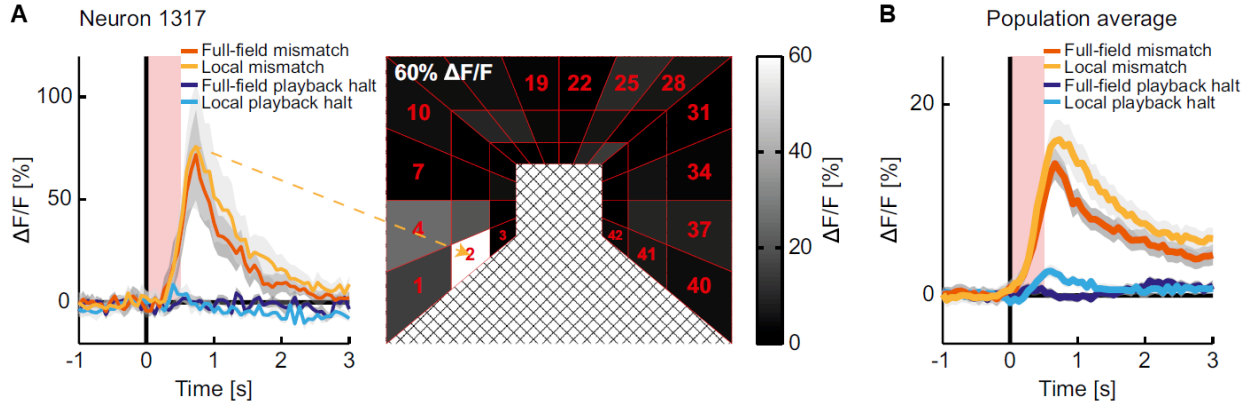 A
Neuron 1317
Full-field mismatch
Local mismatch
Full-field playback halt
Local playback halt
100
50
0
ΔF/F [%]
-1
0
1
2
3
Time [s]
60% ΔF/F
19
22
25
28
10
31
7
34
4
3
42
37
2
41
1
40
60
40
20
0
ΔF/F [%]
B
Population average
Full-field mismatch
Local mismatch
Full-field playback halt
Local playback halt
20
0
ΔF/F [%]
-1
0
1
2
3
Time [s]